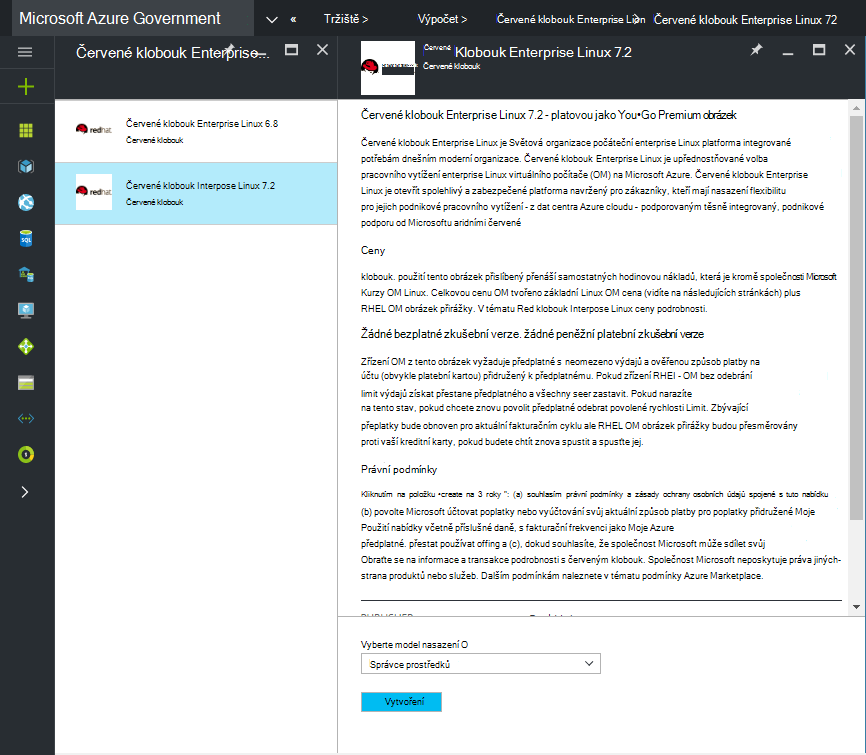 Microsoft Azure Government
«
Tržiště >
Výpočet >
Červené klobouk Enterprise Lin
Červené klobouk Enterprise Linux 72
Červené klobouk Enterprise...
redhat
Červené klobouk Enterprise Linux 6.8
Červené klobouk
redhat
Červené klobouk Interpose Linux 7.2
Červené klobouk
Červené Klobouk Enterprise Linux 7.2
Červené klobouk
Červené klobouk Enterprise Linux 7.2 - platovou jako You•Go Premium obrázek
Červené klobouk Enterprise Linux je Světová organizace počáteční enterprise Linux platforma integrované
potřebám dnešním moderní organizace. Červené klobouk Enterprise Linux je upřednostňované volba
pracovního vytížení enterprise Linux virtuálního počítače (OM) na Microsoft Azure. Červené klobouk Enterprise
Linux je otevřít spolehlivý a zabezpečené platforma navržený pro zákazníky, kteří mají nasazení flexibilitu
pro jejich podnikové pracovního vytížení - z dat centra Azure cloudu - podporovaným těsně integrovaný, podnikové
podporu od Microsoftu aridními červené
Ceny
klobouk. použití tento obrázek přislíbený přenáší samostatných hodinovou nákladů, která je kromě společnosti Microsoft
Kurzy OM Linux. Celkovou cenu OM tvořeno základní Linux OM cena (vidíte na následujících stránkách) plus
RHEL OM obrázek přirážky. V tématu Red klobouk Interpose Linux ceny podrobnosti.
Žádné bezplatné zkušební verze. žádné peněžní platební zkušební verze
Zřízení OM z tento obrázek vyžaduje předplatné s neomezeno výdajů a ověřenou způsob platby na
účtu (obvykle platební kartou) přidružený k předplatnému. Pokud zřízení RHEI - OM bez odebrání
limit výdajů získat přestane předplatného a všechny seer zastavit. Pokud narazíte
na tento stav, pokud chcete znovu povolit předplatné odebrat povolené rychlosti Limit. Zbývající
přeplatky bude obnoven pro aktuální fakturačním cyklu ale RHEL OM obrázek přirážky budou přesměrovány
proti vaší kreditní karty, pokud budete chtít znova spustit a spusťte jej.
Právní podmínky
Kliknutím na položku •create na 3 roky ": (a) souhlasím právní podmínky a zásady ochrany osobních údajů spojené s tuto nabídku
(b) povolte Microsoft účtovat poplatky nebo vyúčtování svůj aktuální způsob platby pro poplatky přidružené Moje
Použití nabídky včetně příslušné daně, s fakturační frekvencí jako Moje Azure
předplatné. přestat používat offing a (c), dokud souhlasíte, že společnost Microsoft může sdílet svůj
Obraťte se na informace a transakce podrobnosti s červeným klobouk. Společnost Microsoft neposkytuje práva jiných-
strana produktů nebo služeb. Dalším podmínkám naleznete v tématu podmínky Azure Marketplace.
PUBLISHER
Vyberte model nasazení O
Správce prostředků
Vytvoření
SQL